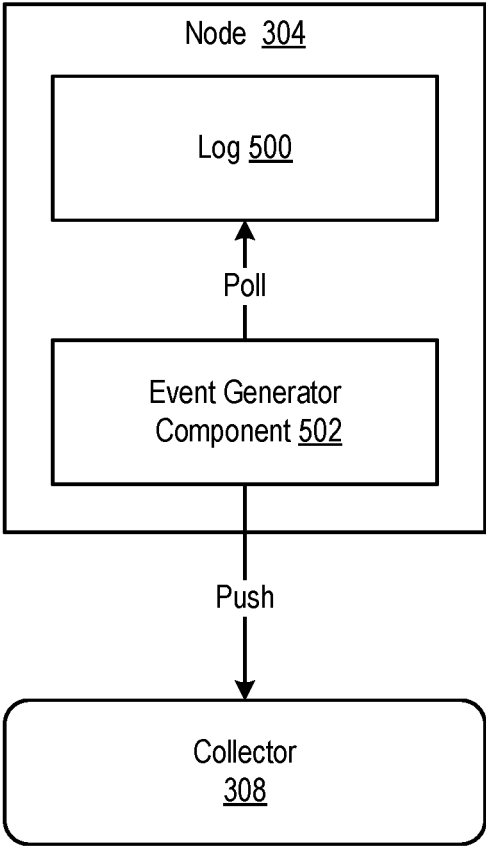 Node 304
Log 500
Poll
Event Generator
Component 502
Push
Collector
308